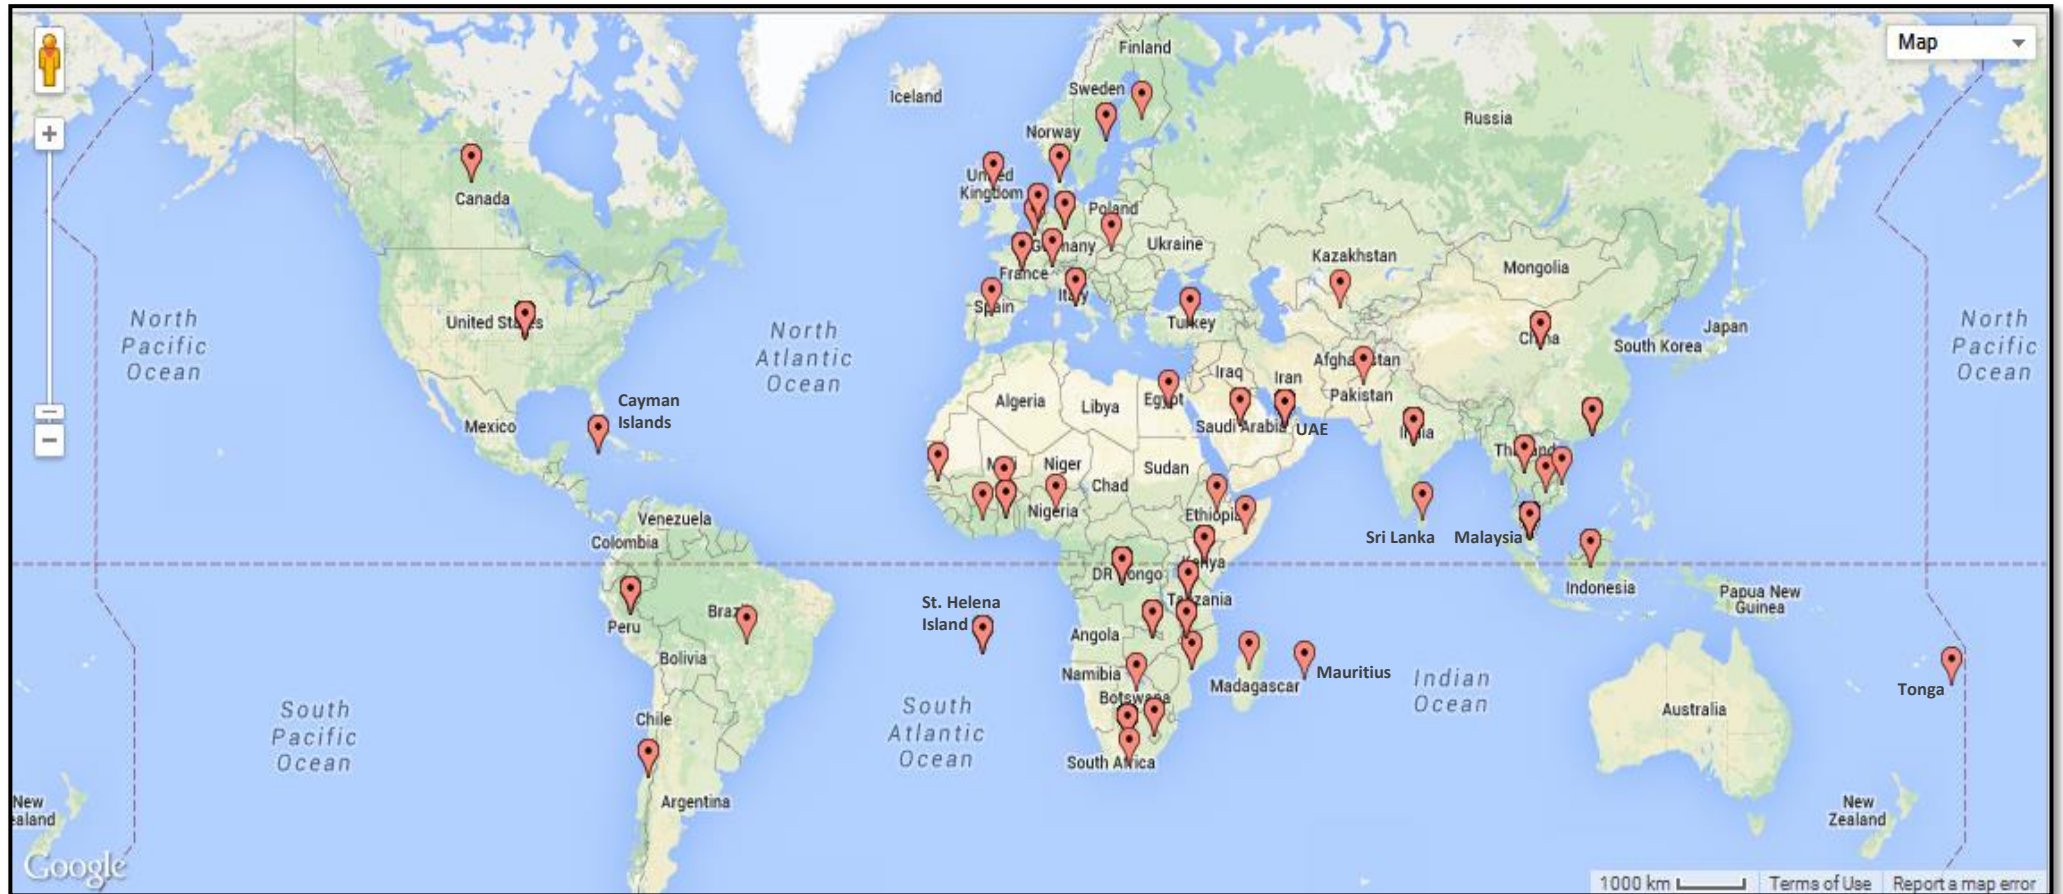 Map
Finland
Sweden
Iceland
Russia
Norway
United
Kingdom
Canada
Poland
Germany
Ukraine
Kazakhstan
Mongolia
France
Italy
Spain
North
Pacific
Ocean
United States
North
Atlantic
Ocean
Turkey
China
Japan
South Korea
North
Pacific
Ocean
Afghanistan
Iraq
Iran
Pakistan
Algeria
Libya
Egypt
Cayman
Islands
Mexico
Saudi Arabia
UAE
India
Thailand
Mali
Niger
Sudan
Chad
Nigeria
Ethiopia
Venezuela
Colombia
Sri Lanka
Malaysia
Kenya
DR Congo
Indonesia
Papua New
Guinea
St. Helena
Island
Tanzania
Brazil
Peru
Angola
Bolivia
Namibia
Madagascar
Mauritius
Indian
Ocean
Tonga
Botswana
South
Pacific
Ocean
Chile
South
Atlantic
Ocean
Australia
South Africa
Argentina
New
Zealand
New
ealand
Google
1000 km
Terms of Use
Report a map error